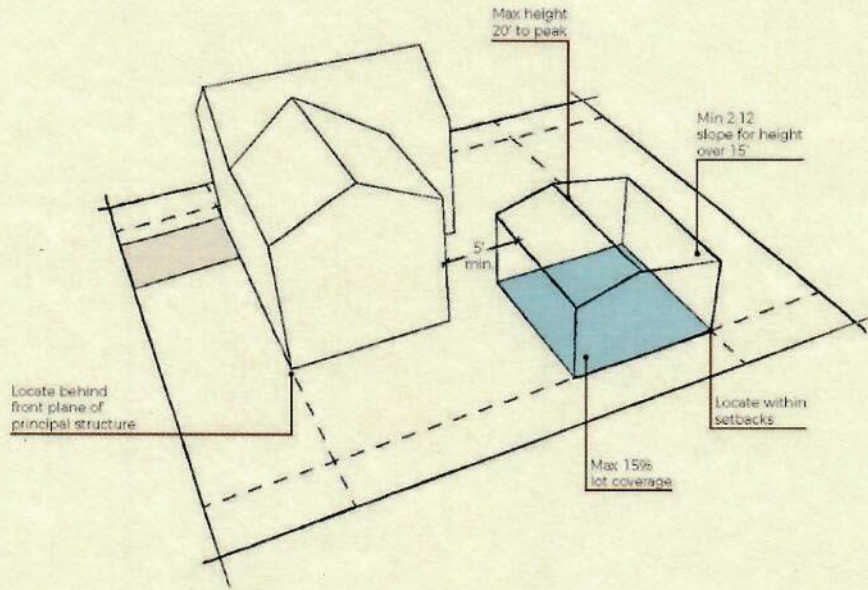 Max height
20' to peak
Min 2:12
slope for height
over 15'
5'
min.
Locate behind
front plane of
principal structure
Locate within
setbacks
Max 15%
lot coverage